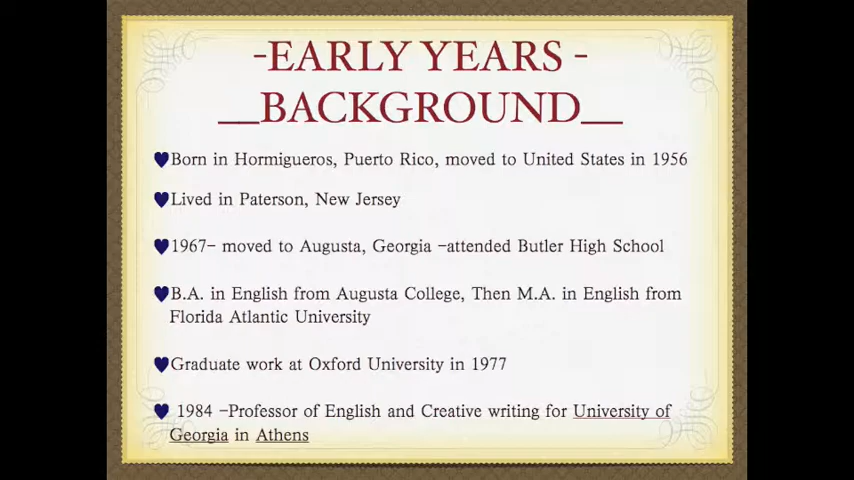 -EARLY YEARS -
__BACKGROUND__
Born in Hormigueros, Puerto Rico, moved to United States in 1956
Lived in Paterson, New Jersey
1967- moved to Augusta, Georgia -attended Butler High School
B.A. in English from Augusta College, Then M.A. in English from
Florida Atlantic University
Graduate work at Oxford University in 1977
1984 -Professor of English and Creative writing for University of
Georgia in Athens